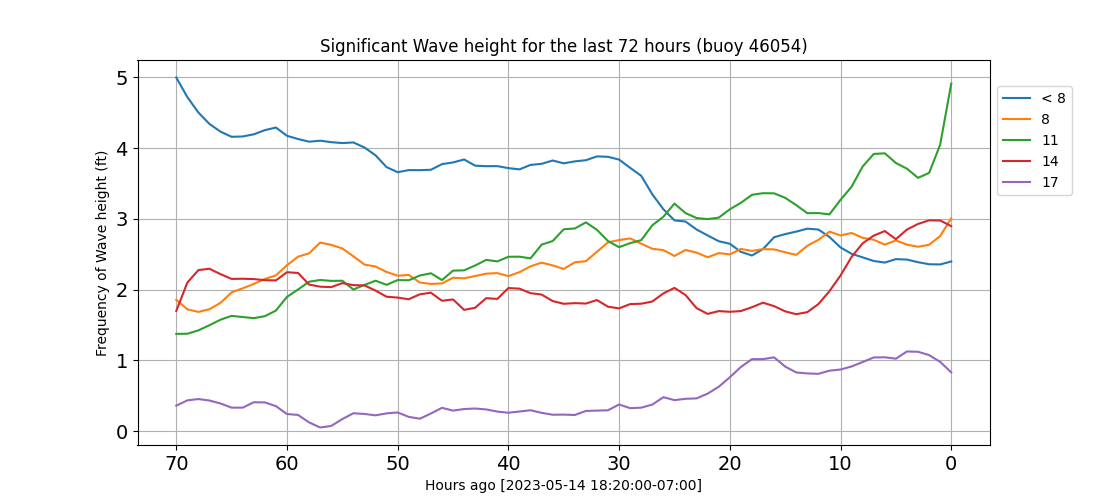 Significant Wave height for the last 72 hours (buoy 46054)
Frequency of Wave height (ft)
5
4
3
2
1
0
70 60 50 40 30 20 10 0
Hours ago [2023-05-14 18:20:00-07:00]
< 8
8
11
14
17